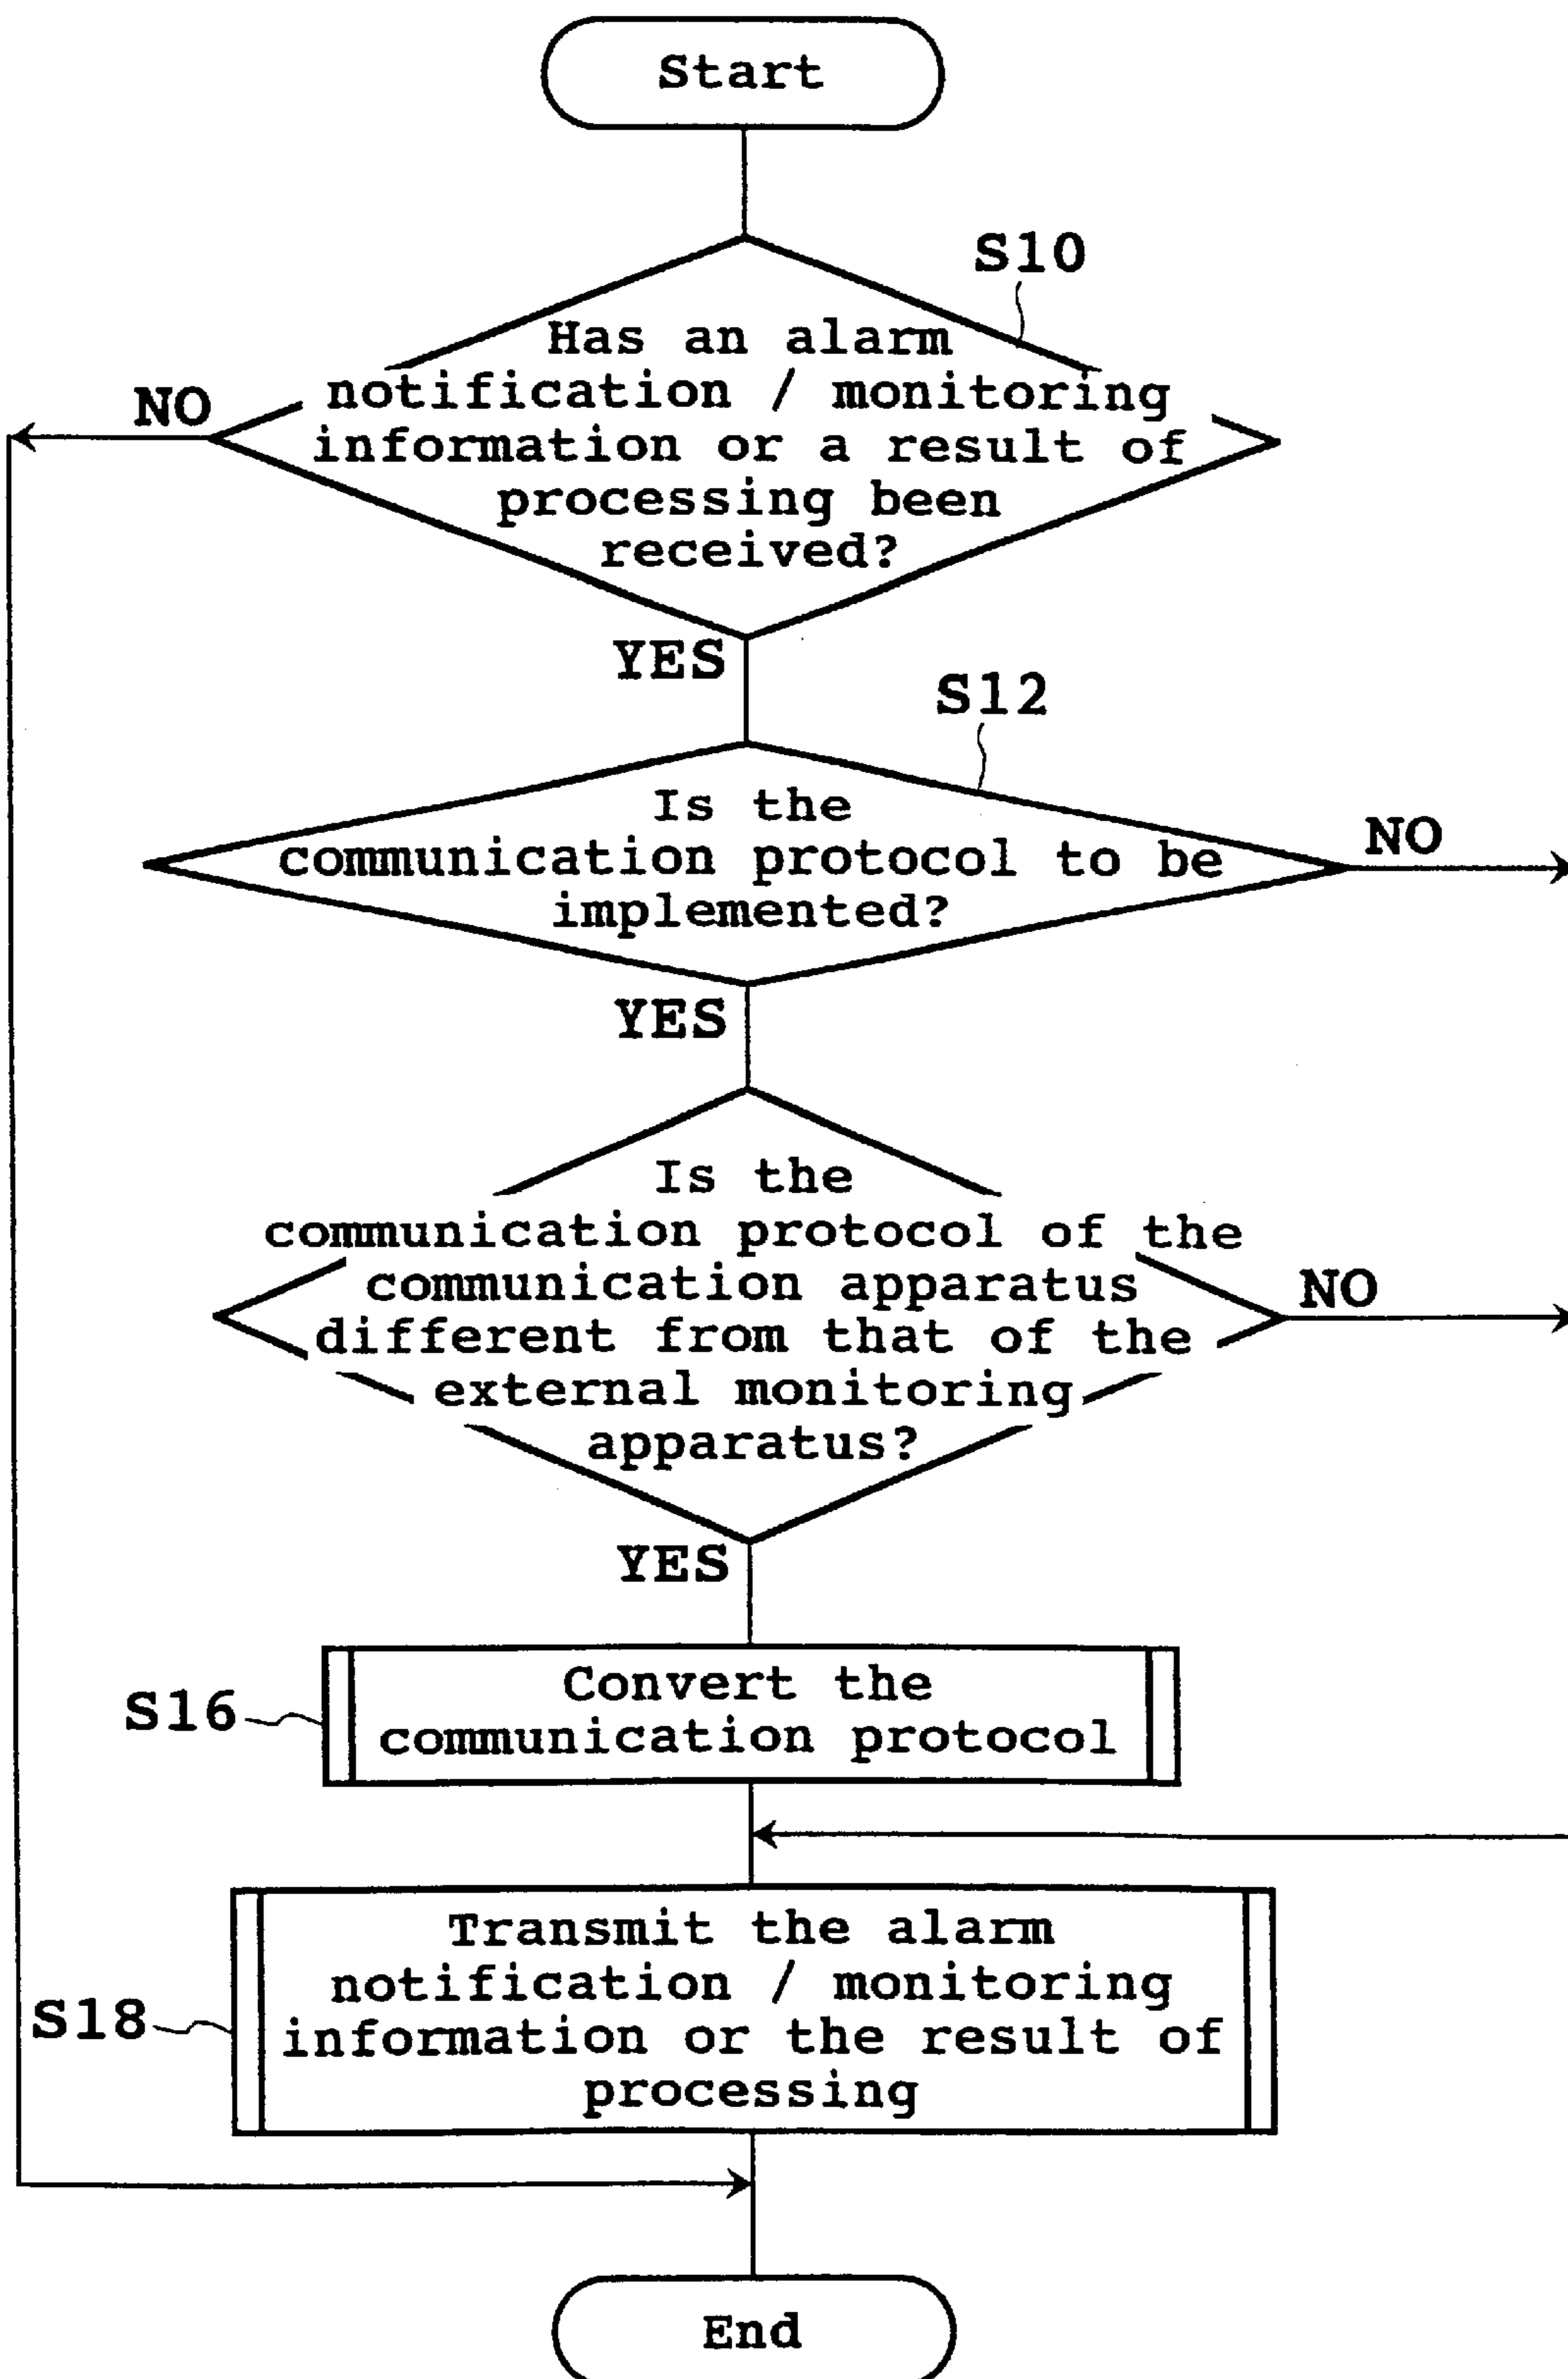 Start
S10
Has an alarm
notification / monitoring
information or a result of
processing been
received?
NO
YES
S12
Is the
communication protocol to be
implemented?
NO
YES
Is the
communication protocol of the
communication apparatus
different from that of the
external monitoring
apparatus?
NO
YES
S16
Convert the
communication protocol
S18
Transmit the alarm
notification / monitoring
information or the result of
processing
End